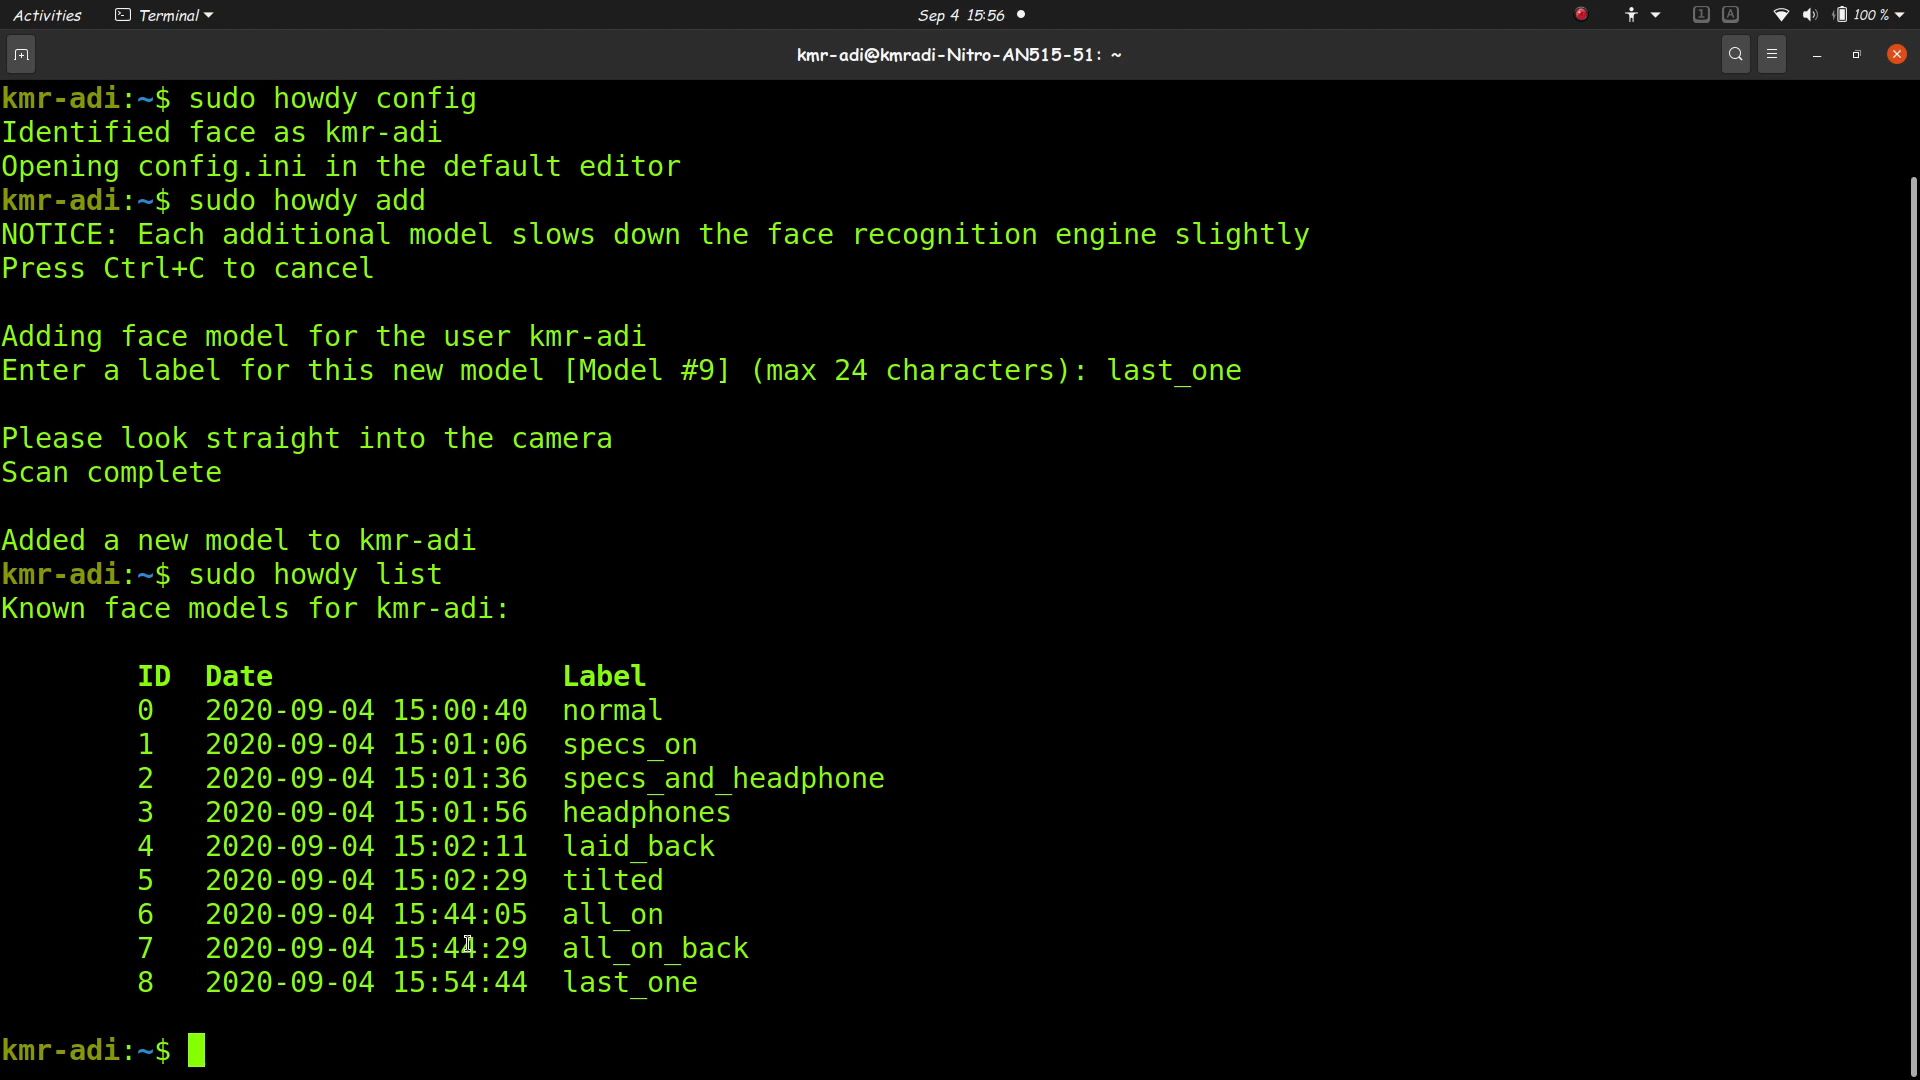 Activities Terminal Sep 4 15:56 1 A 100 %
kmr-adi@kmradi-Nitro-AN515-51: ~
kmr-adi:~$ sudo howdy config
Identified face as kmr-adi
Opening config.ini in the default editor
kmr-adi:~$ sudo howdy add
NOTICE: Each additional model slows down the face recognition engine slightly
Press Ctrl+C to cancel
Adding face model for the user kmr-adi
Enter a label for this new model [Model #9] (max 24 characters): last_one
Please look straight into the camera
Scan complete
Added a new model to kmr-adi
kmr-adi:~$ sudo howdy list
Known face models for kmr-adi:
ID Date Label
0 2020-09-04 15:00:40 normal
1 2020-09-04 15:01:06 specs_on
2 2020-09-04 15:01:36 specs_and_headphone
3 2020-09-04 15:01:56 headphones
4 2020-09-04 15:02:11 laid_back
5 2020-09-04 15:02:29 tilted
6 2020-09-04 15:44:05 all_on
7 2020-09-04 15:44:29 all_on_back
8 2020-09-04 15:54:44 last_one
kmr-adi:~$